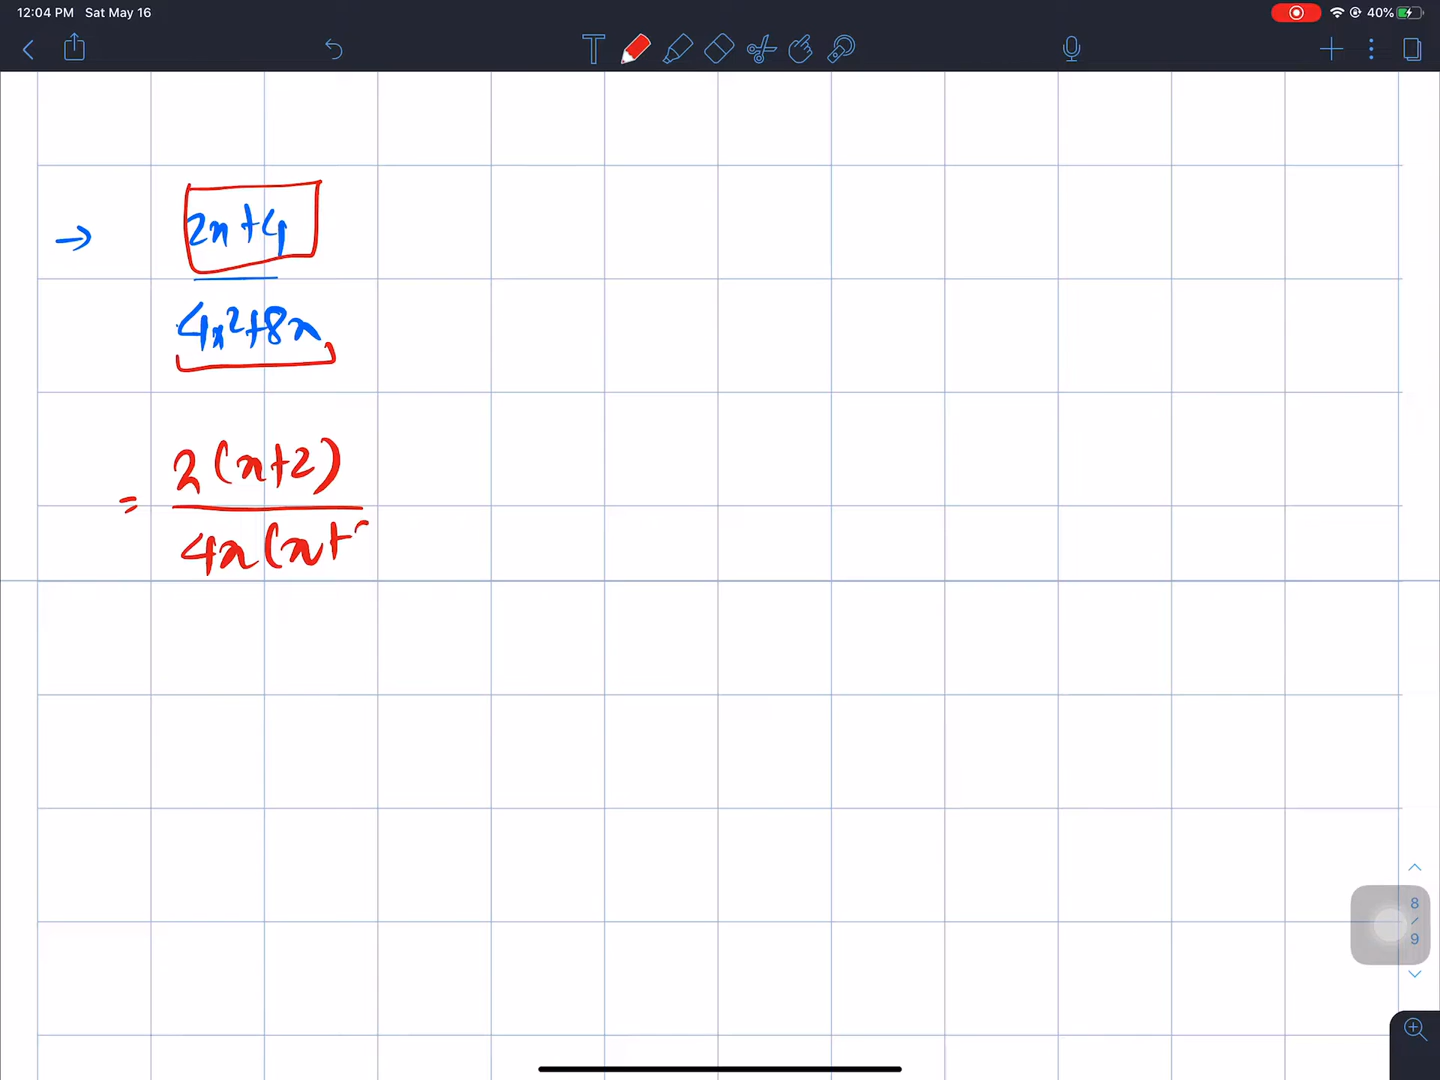 12:04 PM Sat May 16
40%
T
→ 2x+4
4x²+8x
= 2(x+2)
4x(x+
8
/
9